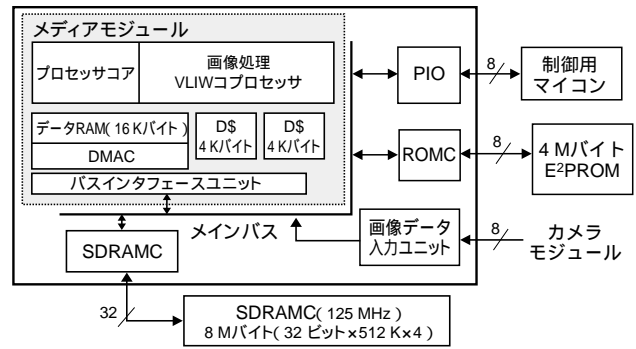 メディアモジュール
プロセッサコア
画像処理
VLIWコプロセッサ
データRAM(16 Kバイト)
DMAC
D$
4 Kバイト
D$
4 Kバイト
バスインタフェースユニット
メインバス
SDRAMC
PIO
8
制御用
マイコン
ROMC
8
4 Mバイト
E²PROM
画像データ
入力ユニット
8
カメラ
モジュール
32
SDRAMC(125 MHz)
8 Mバイト(32 ビット×512 K×4)